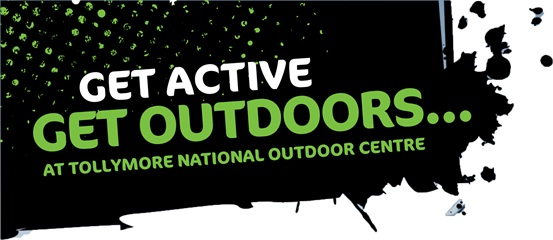 GET ACTIVE
GET OUTDOORS...
AT TOLLYMORE NATIONAL OUTDOOR CENTRE